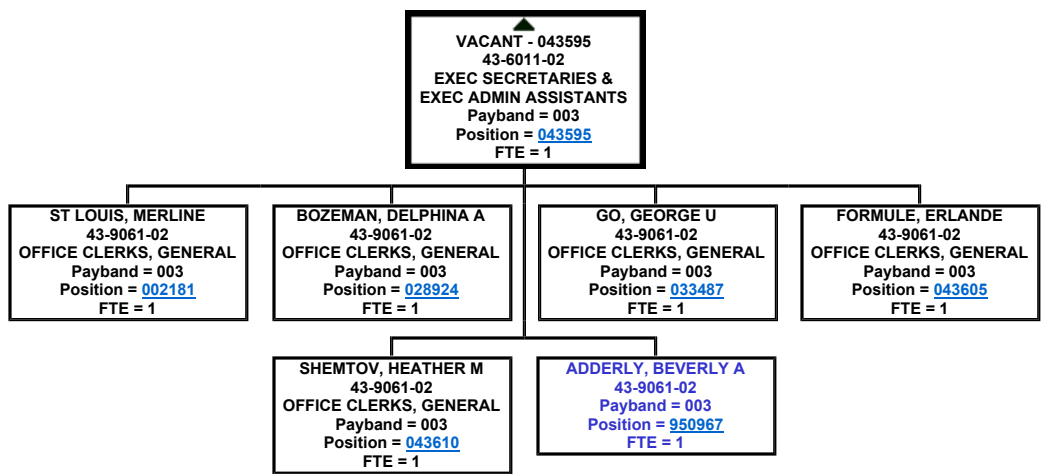 VACANT - 043595
43-6011-02
EXEC SECRETARIES &
EXEC ADMIN ASSISTANTS
Payband = 003
Position = 043595
FTE = 1
ST LOUIS, MERLINE
43-9061-02
OFFICE CLERKS, GENERAL
Payband = 003
Position = 002181
FTE = 1
BOZEMAN, DELPHINA A
43-9061-02
OFFICE CLERKS, GENERAL
Payband = 003
Position = 028924
FTE = 1
GO, GEORGE U
43-9061-02
OFFICE CLERKS, GENERAL
Payband = 003
Position = 033487
FTE = 1
FORMULE, ERLANDE
43-9061-02
OFFICE CLERKS, GENERAL
Payband = 003
Position = 043605
FTE = 1
SHEMTOV, HEATHER M
43-9061-02
OFFICE CLERKS, GENERAL
Payband = 003
Position = 043610
FTE = 1
ADDERLY, BEVERLY A
43-9061-02
Payband = 003
Position = 950967
FTE = 1